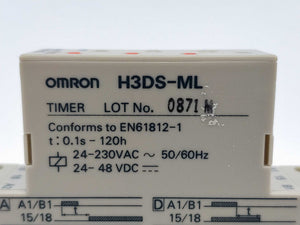 OMRON H3DS-ML
TIMER LOT No. 0871M
Conforms to EN61812-1
t: 0.1s - 120h
24-230VAC ~ 50/60Hz
24- 48 VDC ⎓
A A1/B1 D A1/B1
15/18 15/18